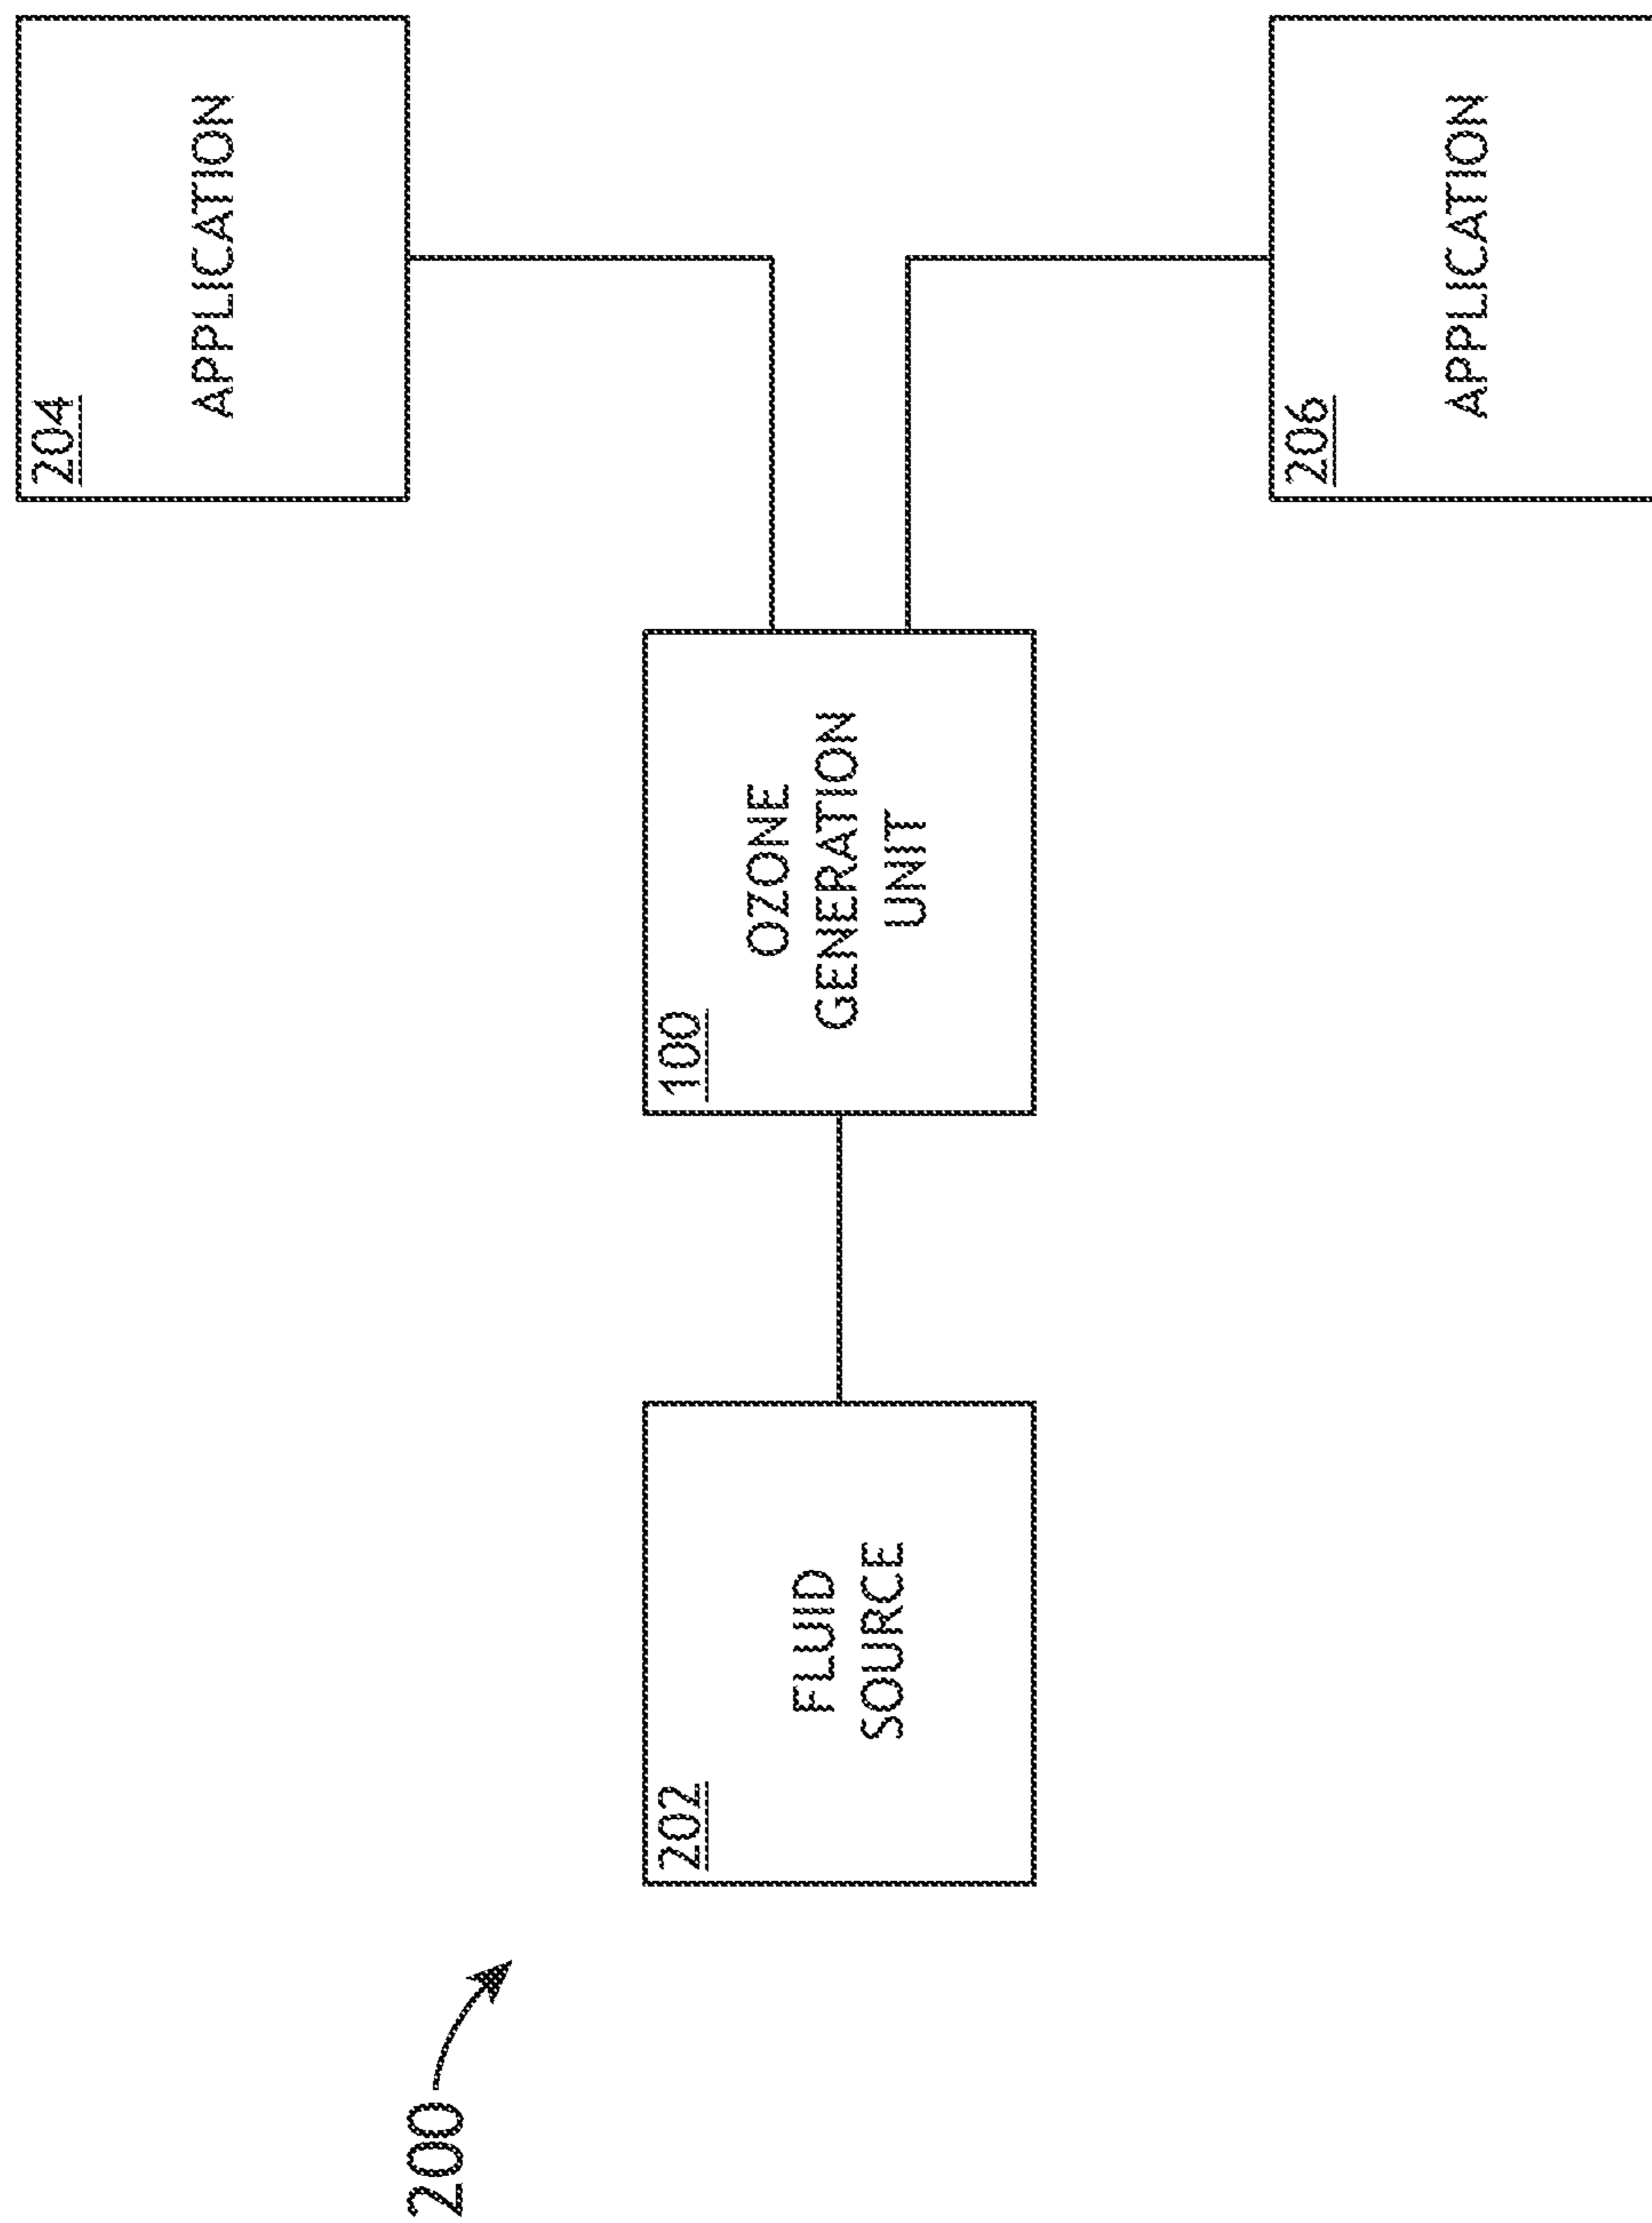 200
202
FLUID
SOURCE
100
OZONE
GENERATION
UNIT
204
APPLICATION
206
APPLICATION